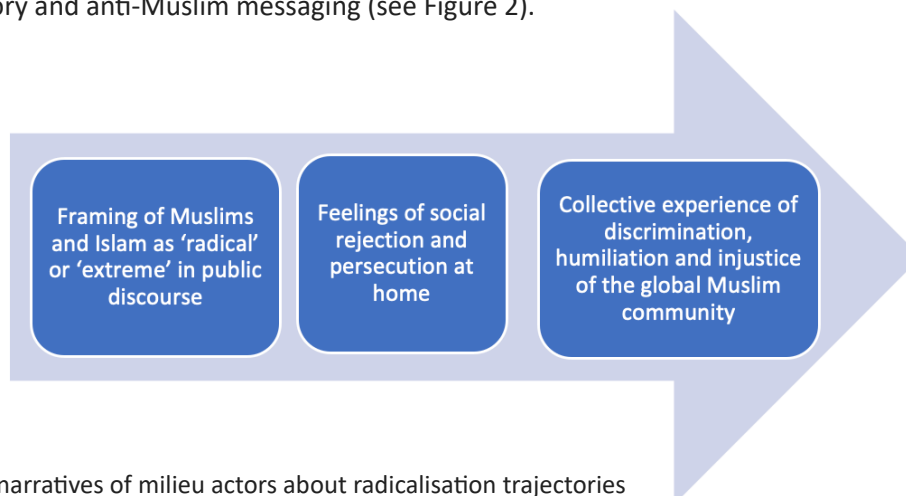 ory and anti-Muslim messaging (see Figure 2).
Framing of Muslims
and Islam as ‘radical’
or ‘extreme’ in public
discourse
Feelings of social
rejection and
persecution at
home
Collective experience of
discrimination,
humiliation and injustice
of the global Muslim
community
narratives of milieu actors about radicalisation trajectories